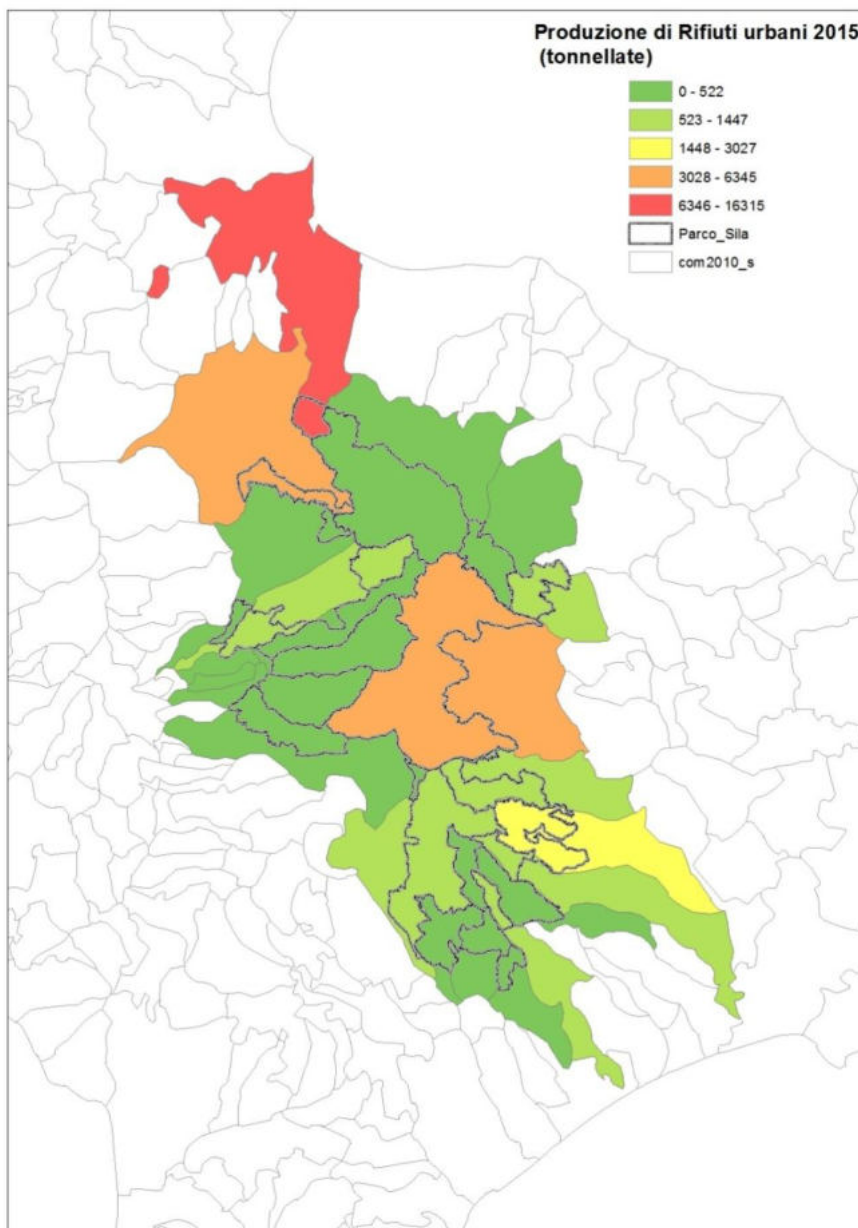 Produzione di Rifiuti urbani 2015
(tonnellate)
0 - 522
523 - 1447
1448 - 3027
3028 - 6345
6346 - 16315
Parco_Sila
com2010_s